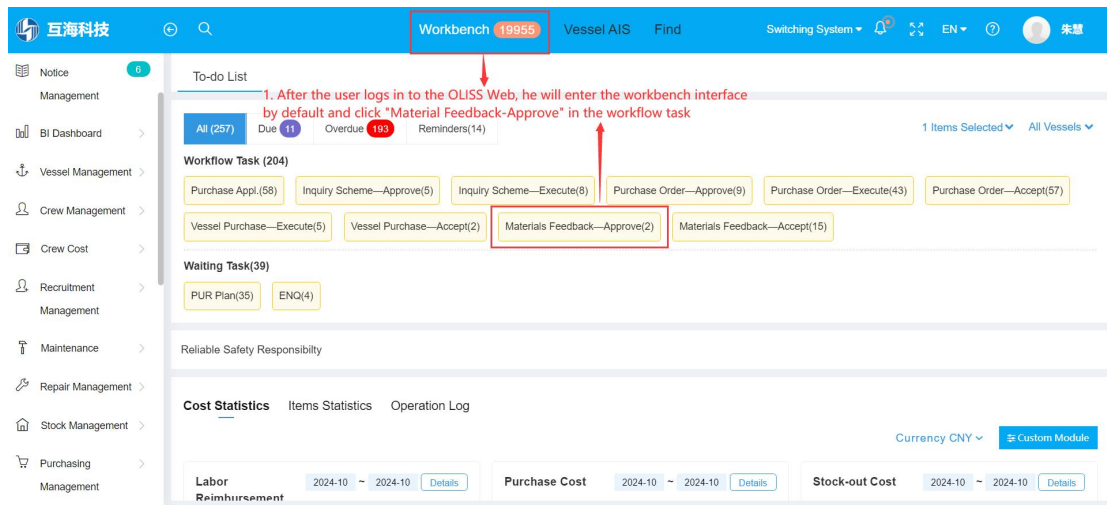 互海科技
Workbench 19955
Vessel AIS
Find
Switching System
EN
朱慧
Notice Management
6
BI Dashboard
Vessel Management
Crew Management
Crew Cost
Recruitment Management
Maintenance
Repair Management
Stock Management
Purchasing Management
To-do List
1. After the user logs in to the OLISS Web, he will enter the workbench interface
by default and click "Material Feedback-Approve" in the workflow task
All (257)
Due 11
Overdue 193
Reminders(14)
1 Items Selected
All Vessels
Workflow Task (204)
Purchase Appl.(58)
Inquiry Scheme—Approve(5)
Inquiry Scheme—Execute(8)
Purchase Order—Approve(9)
Purchase Order—Execute(43)
Purchase Order—Accept(57)
Vessel Purchase—Execute(5)
Vessel Purchase—Accept(2)
Materials Feedback—Approve(2)
Materials Feedback—Accept(15)
Waiting Task(39)
PUR Plan(35)
ENQ(4)
Reliable Safety Responsibilty
Cost Statistics
Items Statistics
Operation Log
Currency CNY
Custom Module
Labor Reimbursement
2024-10 ~ 2024-10
Details
Purchase Cost
2024-10 ~ 2024-10
Details
Stock-out Cost
2024-10 ~ 2024-10
Details